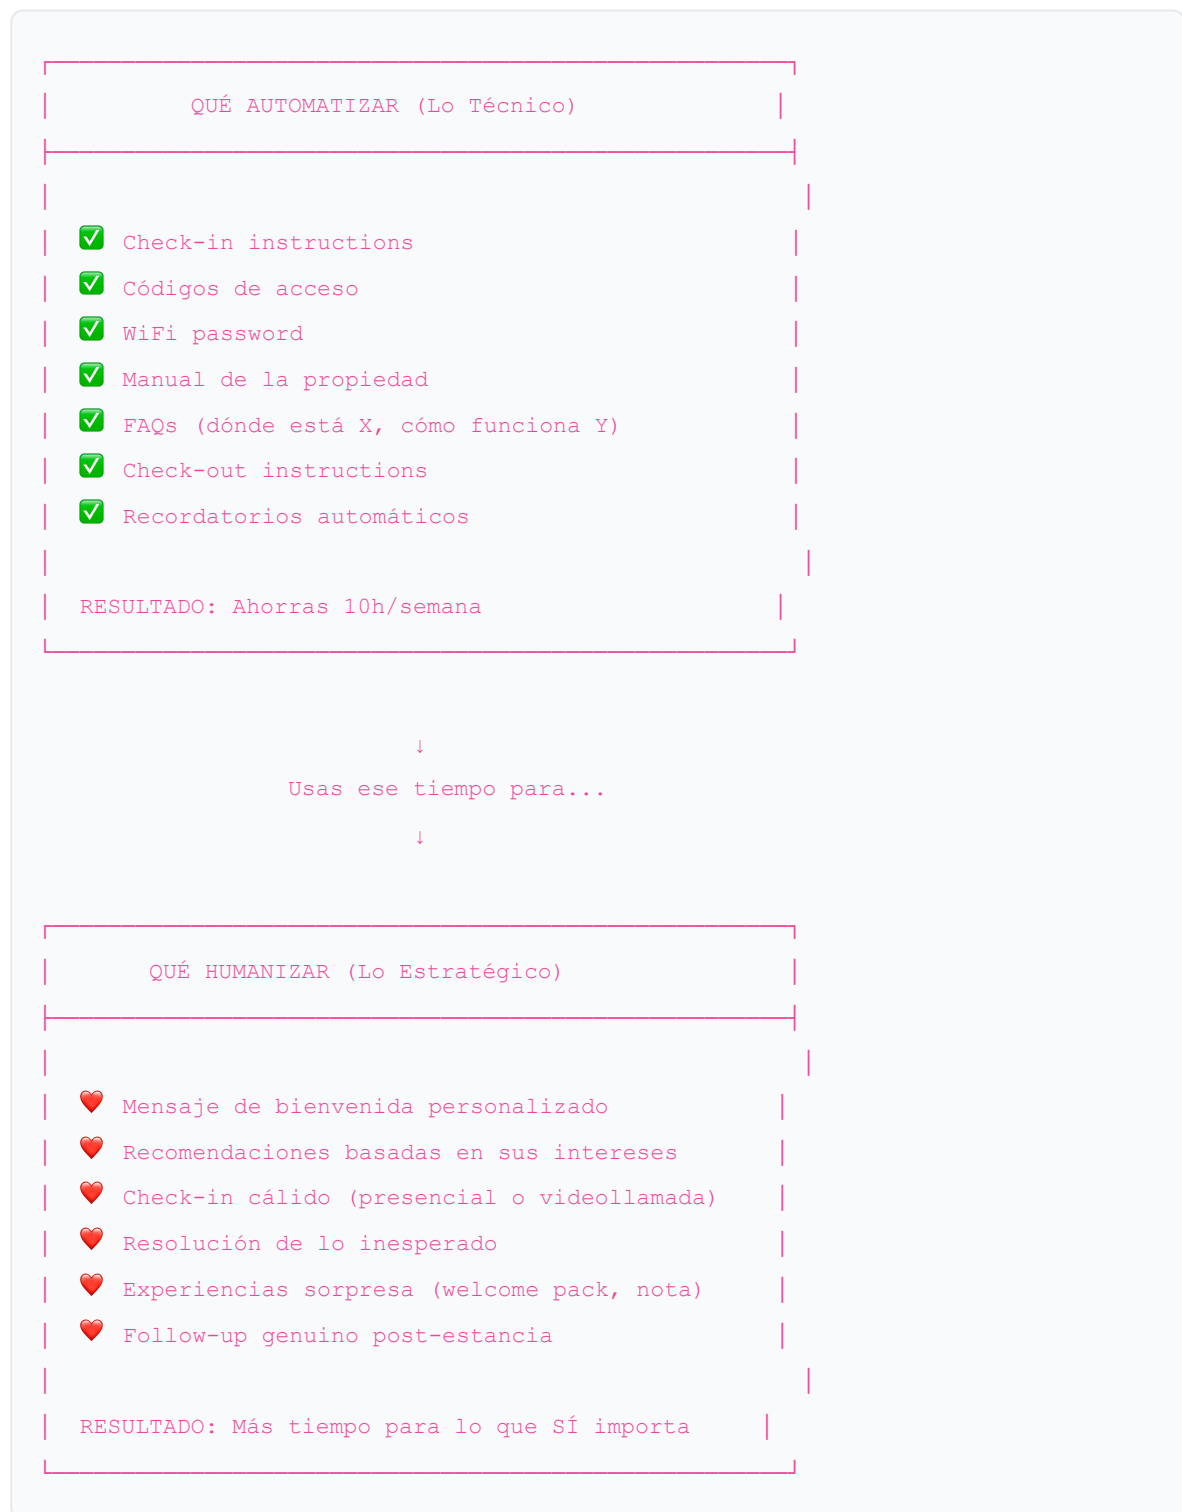 QUÉ AUTOMATIZAR (Lo Técnico)
✅ Check-in instructions
✅ Códigos de acceso
✅ WiFi password
✅ Manual de la propiedad
✅ FAQs (dónde está X, cómo funciona Y)
✅ Check-out instructions
✅ Recordatorios automáticos
RESULTADO: Ahorras 10h/semana
↓
Usas ese tiempo para...
↓
QUÉ HUMANIZAR (Lo Estratégico)
❤️ Mensaje de bienvenida personalizado
❤️ Recomendaciones basadas en sus intereses
❤️ Check-in cálido (presencial o videollamada)
❤️ Resolución de lo inesperado
❤️ Experiencias sorpresa (welcome pack, nota)
❤️ Follow-up genuino post-estancia
RESULTADO: Más tiempo para lo que SÍ importa